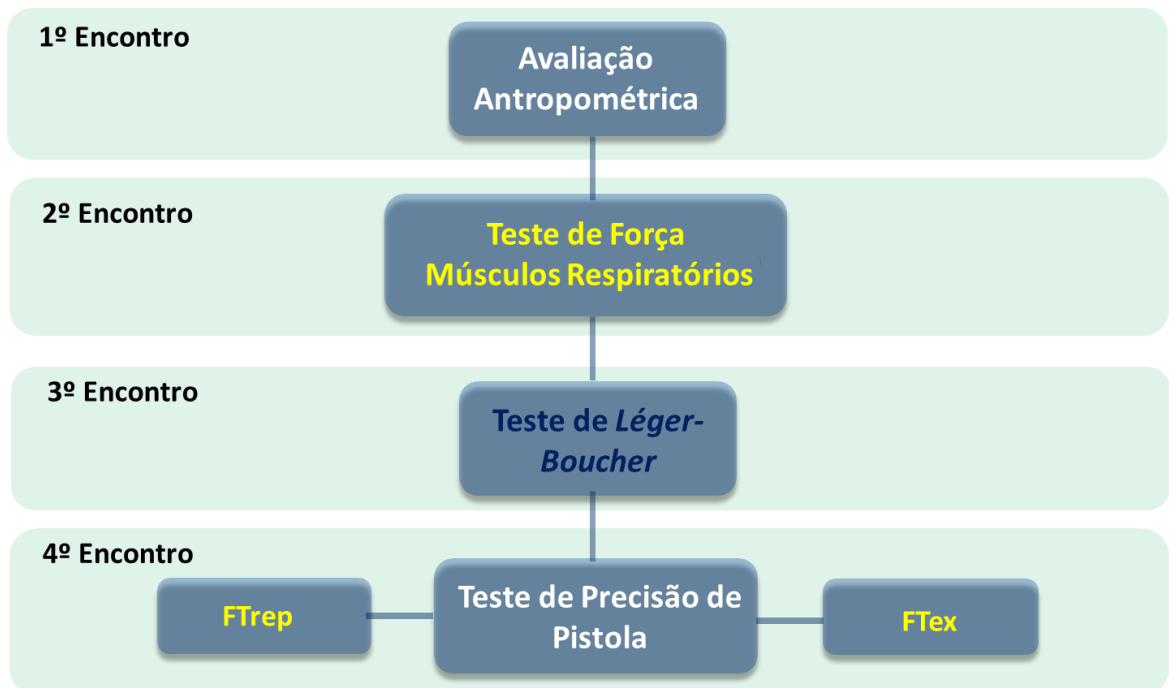 1º Encontro
Avaliação
Antropométrica
2º Encontro
Teste de Força
Músculos Respiratórios
3º Encontro
Teste de Léger-
Boucher
4º Encontro
FTrep
Teste de Precisão de
Pistola
FTex